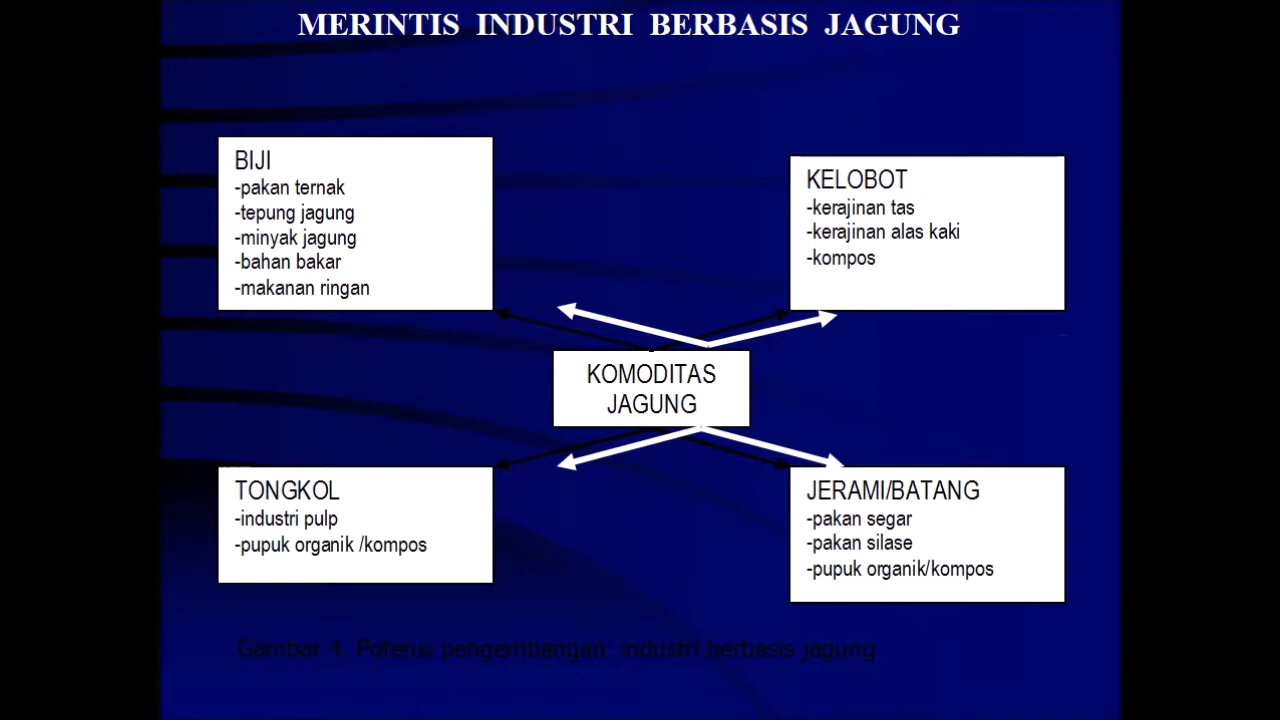 MERINTIS INDUSTRI BERBASIS JAGUNG
BIJI
-pakan ternak
-tepung jagung
-minyak jagung
-bahan bakar
-makanan ringan
KELOBOT
-kerajinan tas
-kerajinan alas kaki
-kompos
KOMODITAS
JAGUNG
TONGKOL
-industri pulp
-pupuk organik /kompos
JERAMI/BATANG
-pakan segar
-pakan silase
-pupuk organik/kompos
Gambar 4. Potensi pengembangan industri berbasis jagung